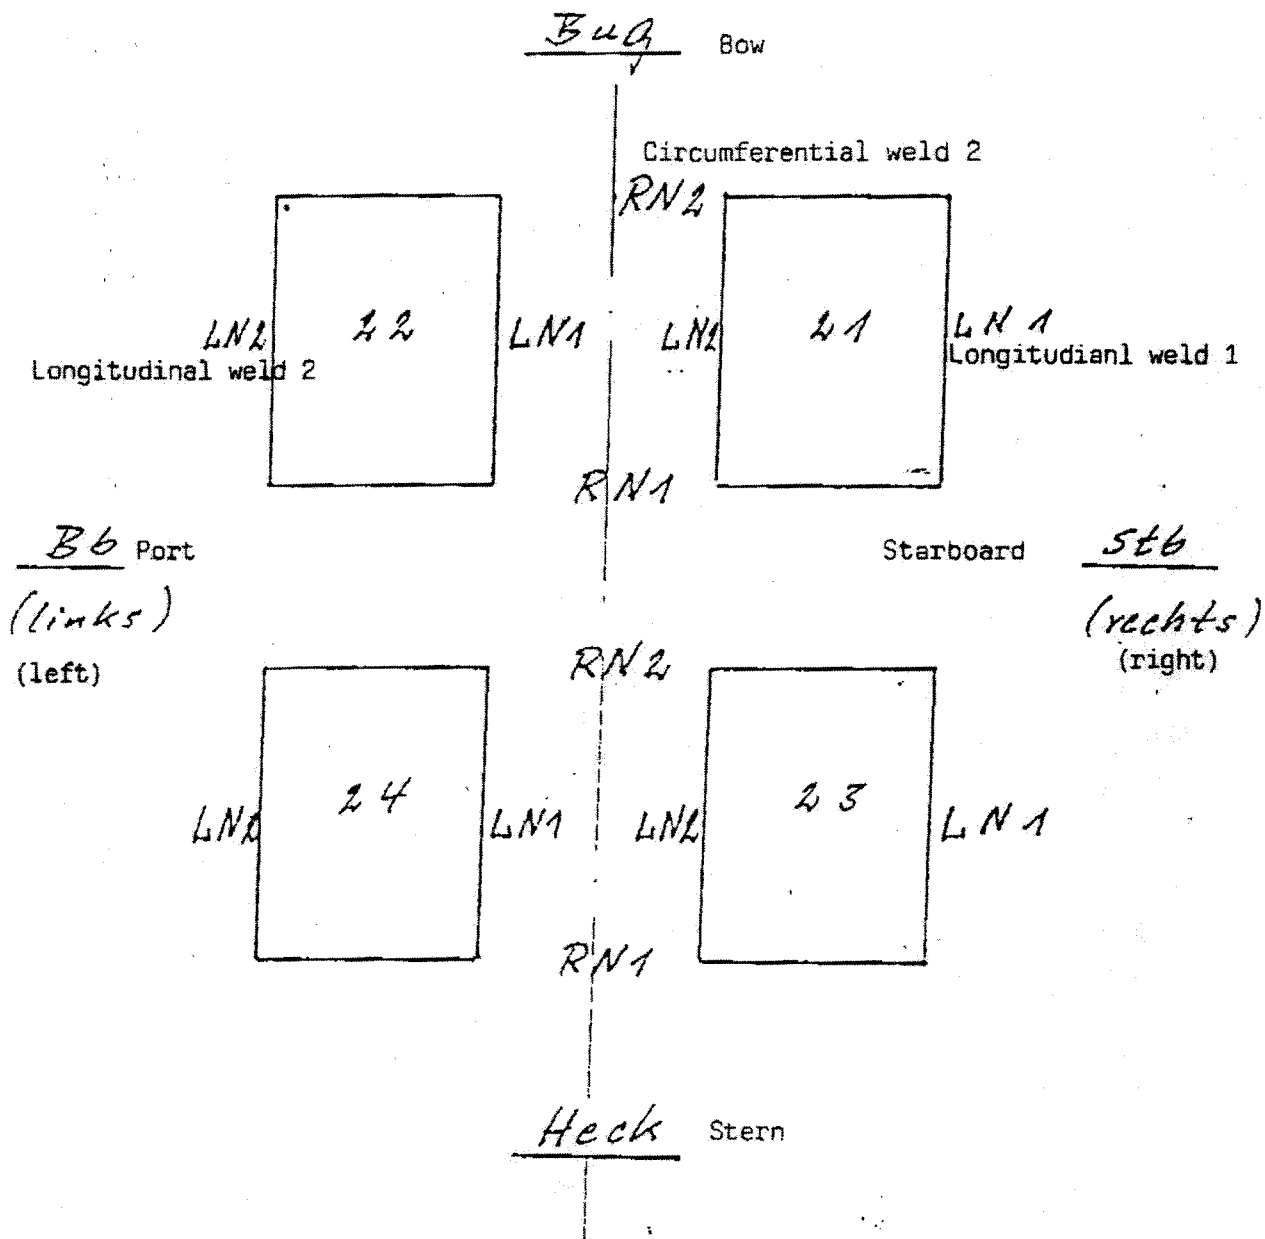 Bug Bow
Circumferential weld 2
RN2
LN2 22 LN1 LN2 21 LN1
Longitudinal weld 2 Longitudianl weld 1
RN1
Bb Port Starboard Stb
(links) (rechts)
(left) (right)
RN2
24 23
LN2 LN1 LN2 LN1
RN1
Heck Stern